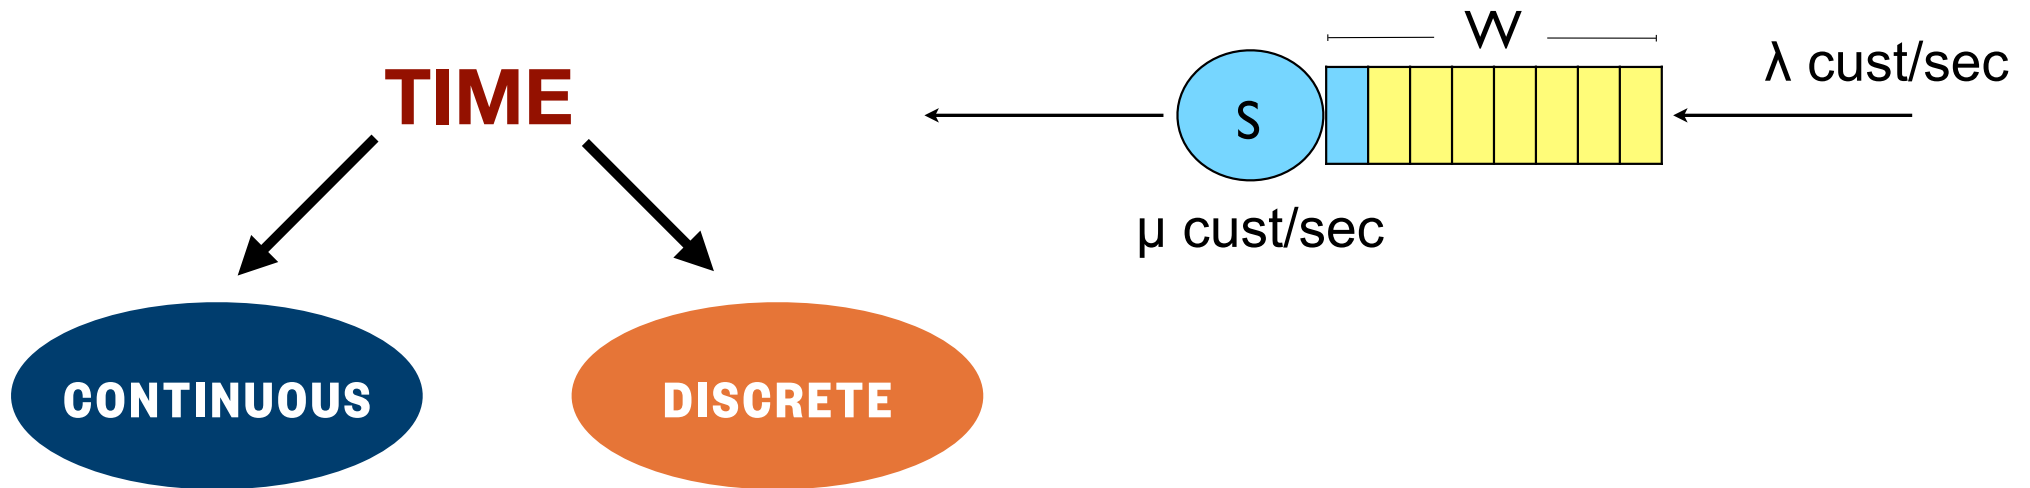 TIME
CONTINUOUS
DISCRETE
W
λ cust/sec
S
μ cust/sec